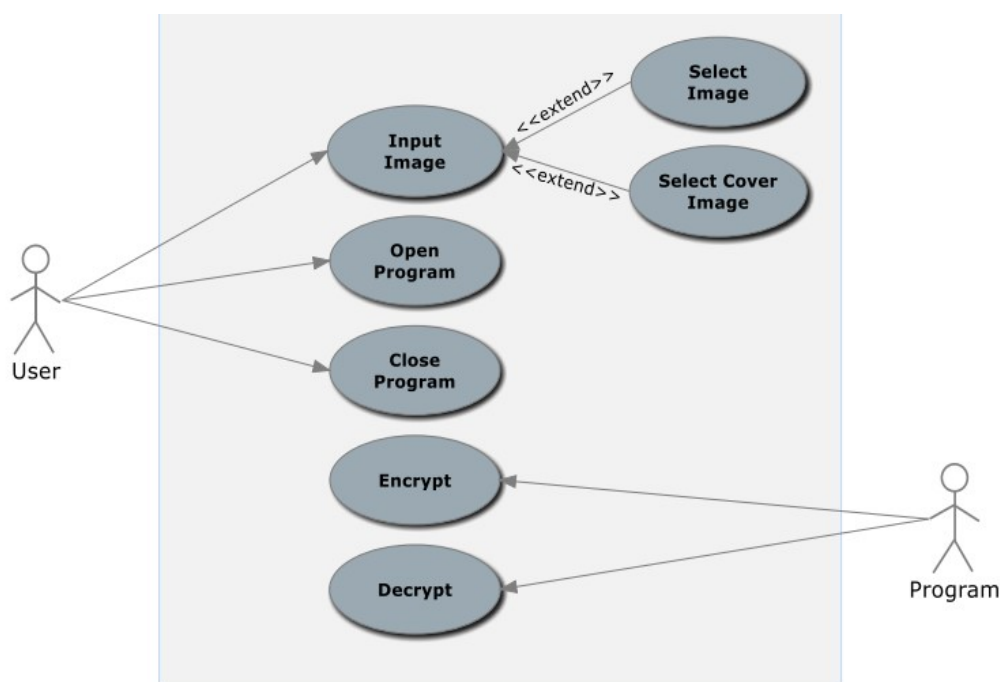 Select
Image
<<extend>>
Input
Image
<<extend>>
Select Cover
Image
Open
Program
User
Close
Program
Encrypt
Program
Decrypt